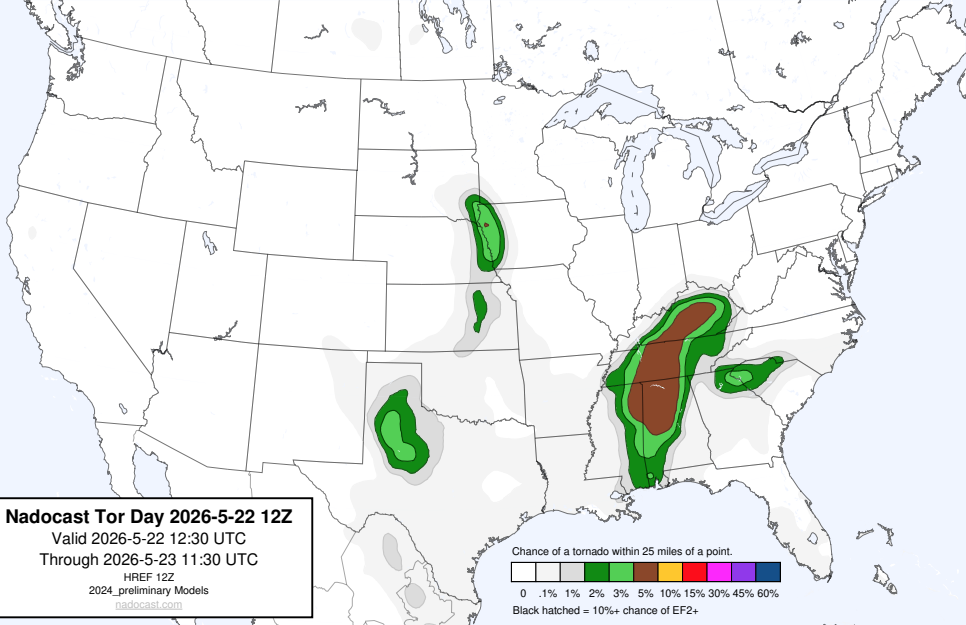 Nadocast Tor Day 2026-5-22 12Z
Valid 2026-5-22 12:30 UTC
Through 2026-5-23 11:30 UTC
HREF 12Z
2024_preliminary Models
nadocast.com
Chance of a tornado within 25 miles of a point.
0 .1% 1% 2% 3% 5% 10% 15% 30% 45% 60%
Black hatched = 10%+ chance of EF2+